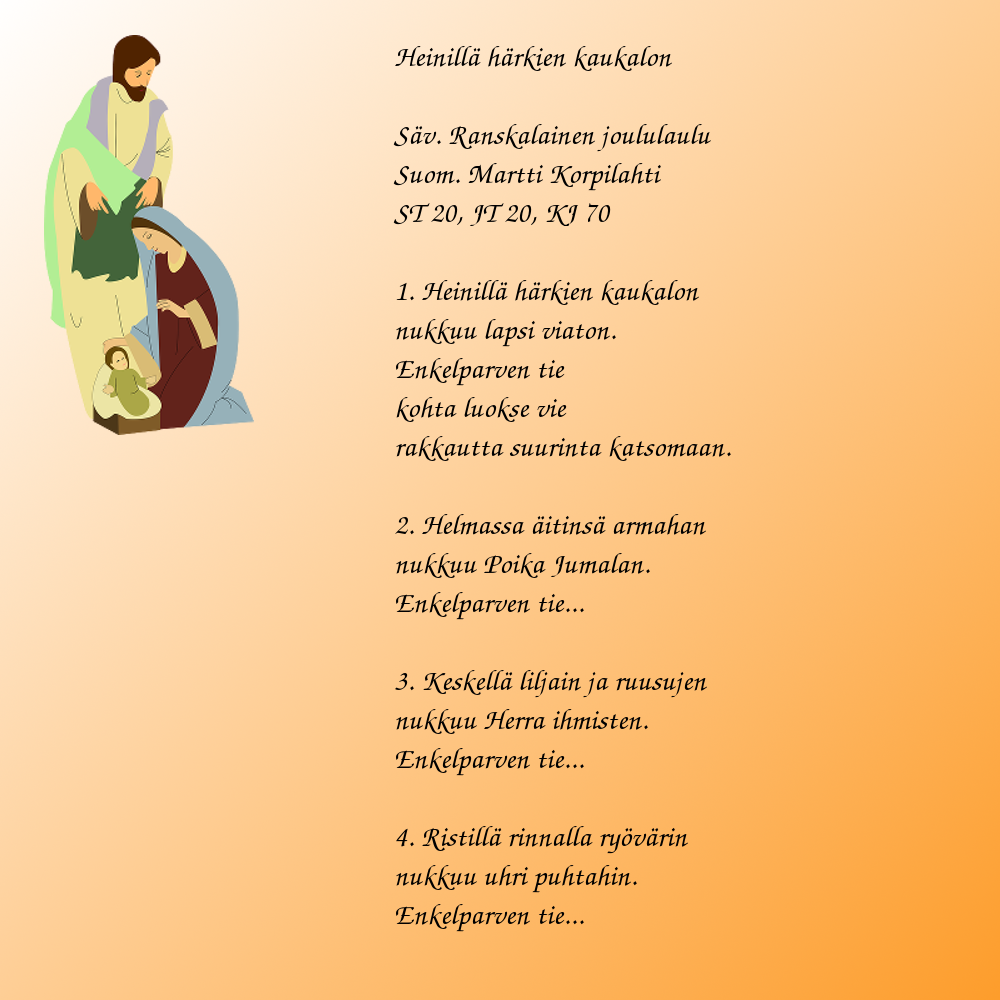 Heinillä härkien kaukalon
Säv. Ranskalainen joululaulu
Suom. Martti Korpilahti
ST 20, JT 20, KJ 70
1. Heinillä härkien kaukalon
nukkuu lapsi viaton.
Enkelparven tie
kohta luokse vie
rakkautta suurinta katsomaan.
2. Helmassa äitinsä armahan
nukkuu Poika Jumalan.
Enkelparven tie...
3. Keskellä liljain ja ruusujen
nukkuu Herra ihmisten.
Enkelparven tie...
4. Ristillä rinnalla ryövärin
nukkuu uhri puhtahin.
Enkelparven tie...